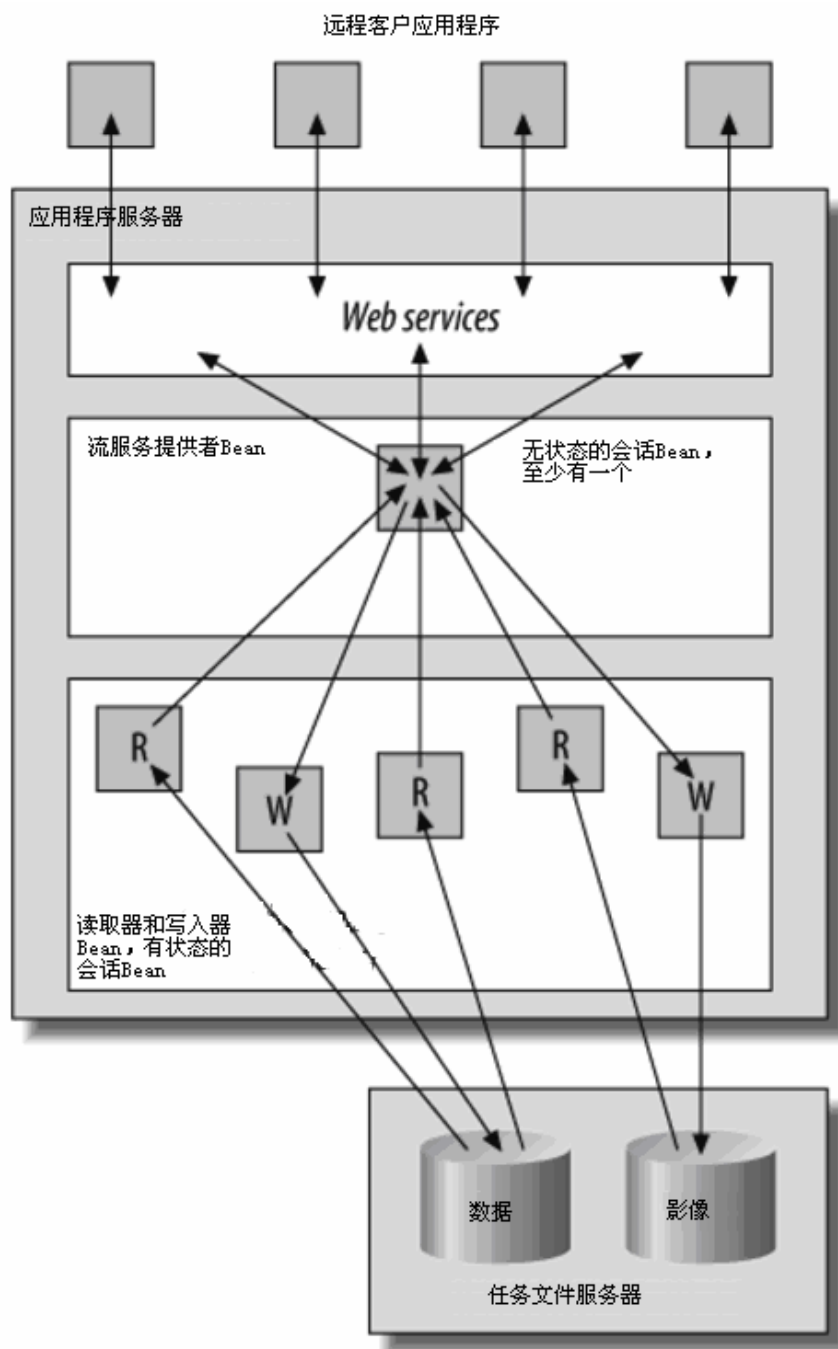 远程客户应用程序
应用程序服务器
Web services
流服务提供者Bean
无状态的会话Bean,
至少有一个
R
W
R
R
W
读取器和写入器
Bean,有状态的
会话Bean
数据
影像
任务文件服务器